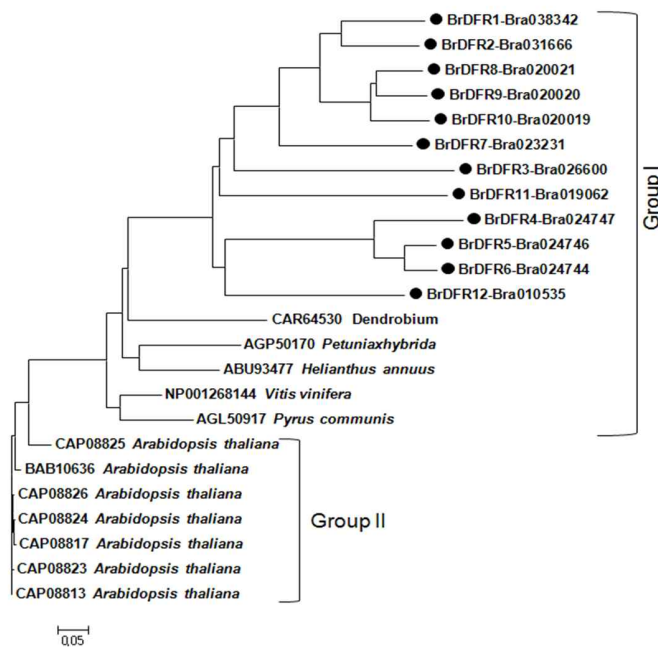 BrDFR1-Bra038342
BrDFR2-Bra031666
BrDFR8-Bra020021
BrDFR9-Bra020020
BrDFR10-Bra020019
BrDFR7-Bra023231
BrDFR3-Bra026600
BrDFR11-Bra019062
BrDFR4-Bra024747
BrDFR5-Bra024746
BrDFR6-Bra024744
BrDFR12-Bra010535
CAR64530 Dendrobium
AGP50170 Petuniaxhybrida
ABU93477 Helianthus annuus
NP001268144 Vitis vinifera
AGL50917 Pyrus communis
Group I
CAP08825 Arabidopsis thaliana
BAB10636 Arabidopsis thaliana
CAP08826 Arabidopsis thaliana
CAP08824 Arabidopsis thaliana
CAP08817 Arabidopsis thaliana
CAP08823 Arabidopsis thaliana
CAP08813 Arabidopsis thaliana
Group II
0,05